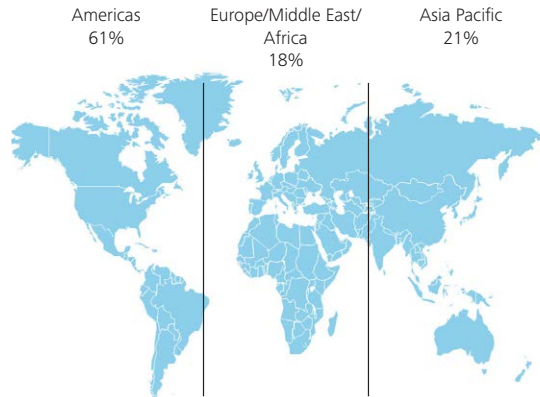 Americas
61%
Europe/Middle East/
Africa
18%
Asia Pacific
21%